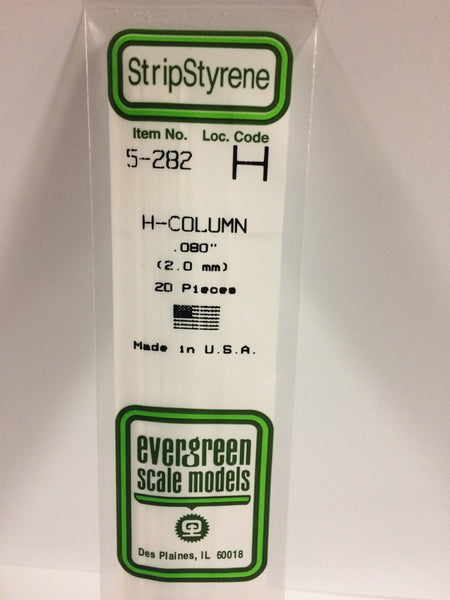 StripStyrene
Item No. Loc. Code
5-282 H
H-COLUMN
.080"
(2.0 mm)
20 Pieces
Made in U.S.A.
evergreen
scale models
Des Plaines, IL 60018